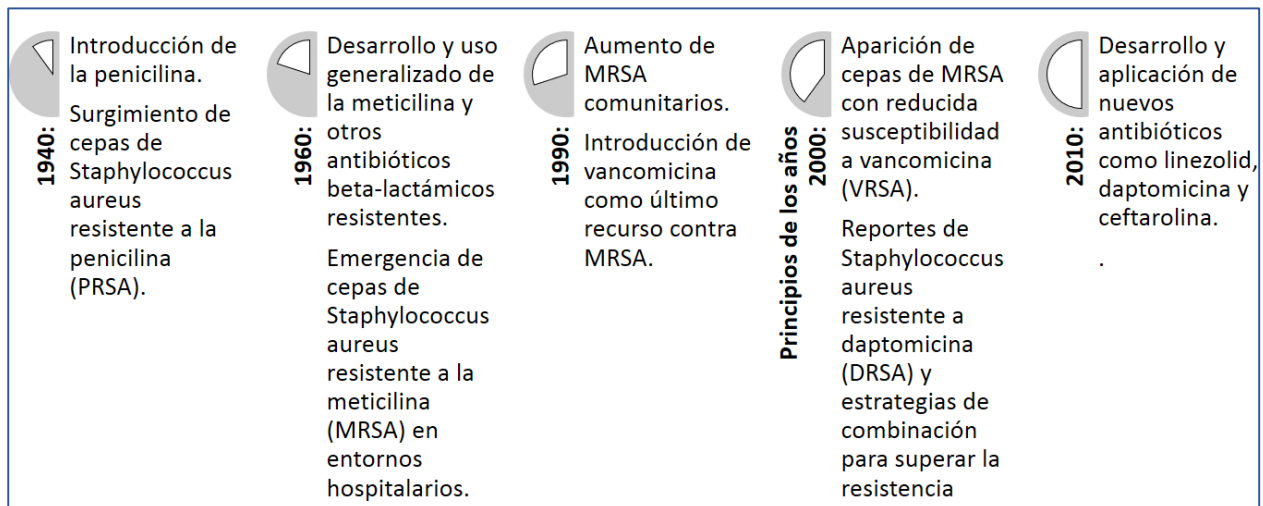 1940:
Introducción de
la penicilina.
Surgimiento de
cepas de
Staphylococcus
aureus
resistente a la
penicilina
(PRSA).
1960:
Desarrollo y uso
generalizado de
la meticilina y
otros
antibióticos
beta-lactámicos
resistentes.
Emergencia de
cepas de
Staphylococcus
aureus
resistente a la
meticilina
(MRSA) en
entornos
hospitalarios.
1990:
Aumento de
MRSA
comunitarios.
Introducción de
vancomicina
como último
recurso contra
MRSA.
Principios de los años
2000:
Aparición de
cepas de MRSA
con reducida
susceptibilidad
a vancomicina
(VRSA).
Reportes de
Staphylococcus
aureus
resistente a
daptomicina
(DRSA) y
estrategias de
combinación
para superar la
resistencia
2010:
Desarrollo y
aplicación de
nuevos
antibióticos
como linezolid,
daptomicina y
ceftarolina.
.